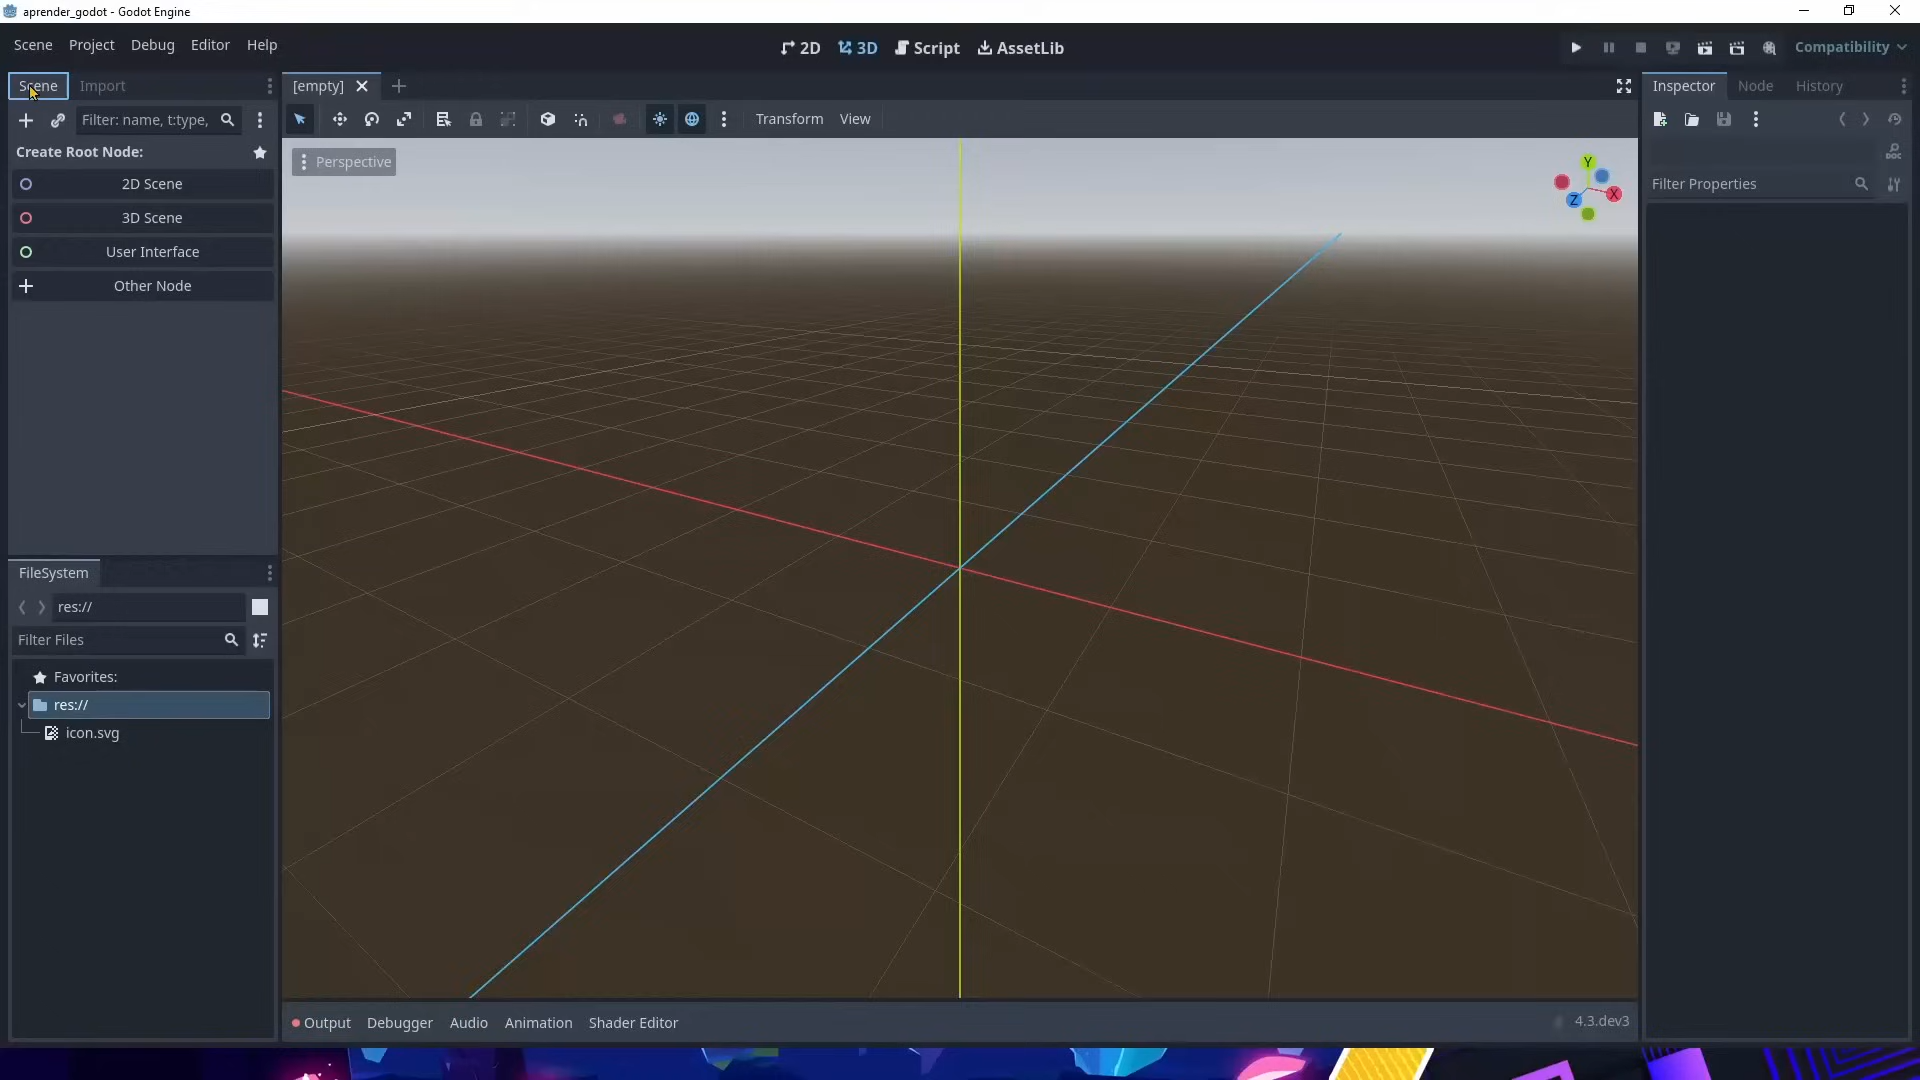 aprender_godot - Godot Engine
Scene Project Debug Editor Help
2D 3D Script AssetLib
Compatibility
Scene Import
[empty]
Inspector Node History
Filter: name, t:type,
Transform View
Create Root Node:
Perspective
Y
X
Z
DOC
2D Scene
Filter Properties
3D Scene
User Interface
Other Node
FileSystem
res://
Filter Files
Favorites:
res://
icon.svg
Output Debugger Audio Animation Shader Editor
4.3.dev3